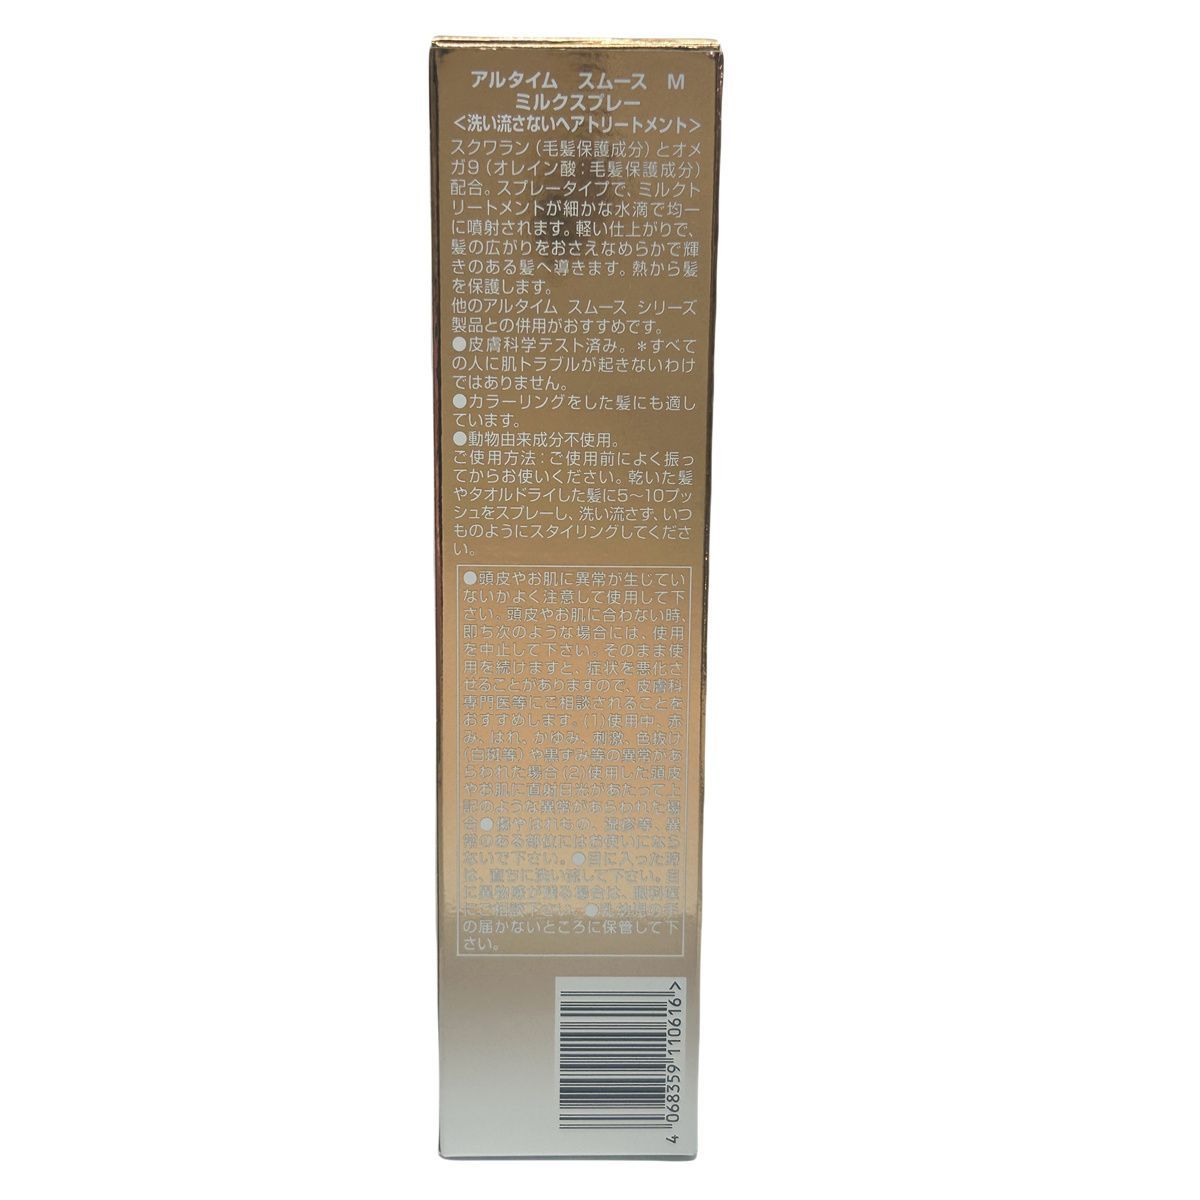 アルタイム スムース M
ミルクスプレー
<洗い流さないヘアトリートメント>
スクワラン(毛髪保護成分)とオメ
ガ9(オレイン酸:毛髪保護成分)
配合。スプレータイプで、ミルクト
リートメントが細かな水滴で均一
に噴射されます。軽い仕上がりで、
髪の広がりをおさえなめらかで輝
きのある髪へ導きます。熱から髪
を保護します。
他のアルタイム スムース シリーズ
製品との併用がおすすめです。
●皮膚科学テスト済み。＊すべて
の人に肌トラブルが起きないわけ
ではありません。
●カラーリングをした髪にも適し
ています。
●動物由来成分不使用。
ご使用方法:ご使用前によく振っ
てからお使いください。乾いた髪
やタオルドライした髪に5～10プッ
シュをスプレーし、洗い流さず、いつ
ものようにスタイリングしてくださ
い。
●頭皮やお肌に異常が生じてい
ないかよく注意して使用して下
さい。頭皮やお肌に合わない時、
即ち次のような場合には、使用
を中止して下さい。そのまま使
用を続けますと、症状を悪化さ
せることがありますので、皮膚科
専門医等にご相談されることを
おすすめします。(1)使用中、赤
み、はれ、かゆみ、刺激、色抜け
(白斑等)や黒ずみ等の異常があ
らわれた場合(2)使用した頭皮
やお肌に直射日光があたって上
記のような異常があらわれた場
合●傷やはれもの、湿疹等、異
常のある部位にはお使いになら
ないで下さい。●目に入った時
は、直ちに洗い流して下さい。目
に異物感が残る場合は、眼科医
にご相談下さい。●乳幼児の手
の届かないところに保管して下
さい。
4 068359 110616>